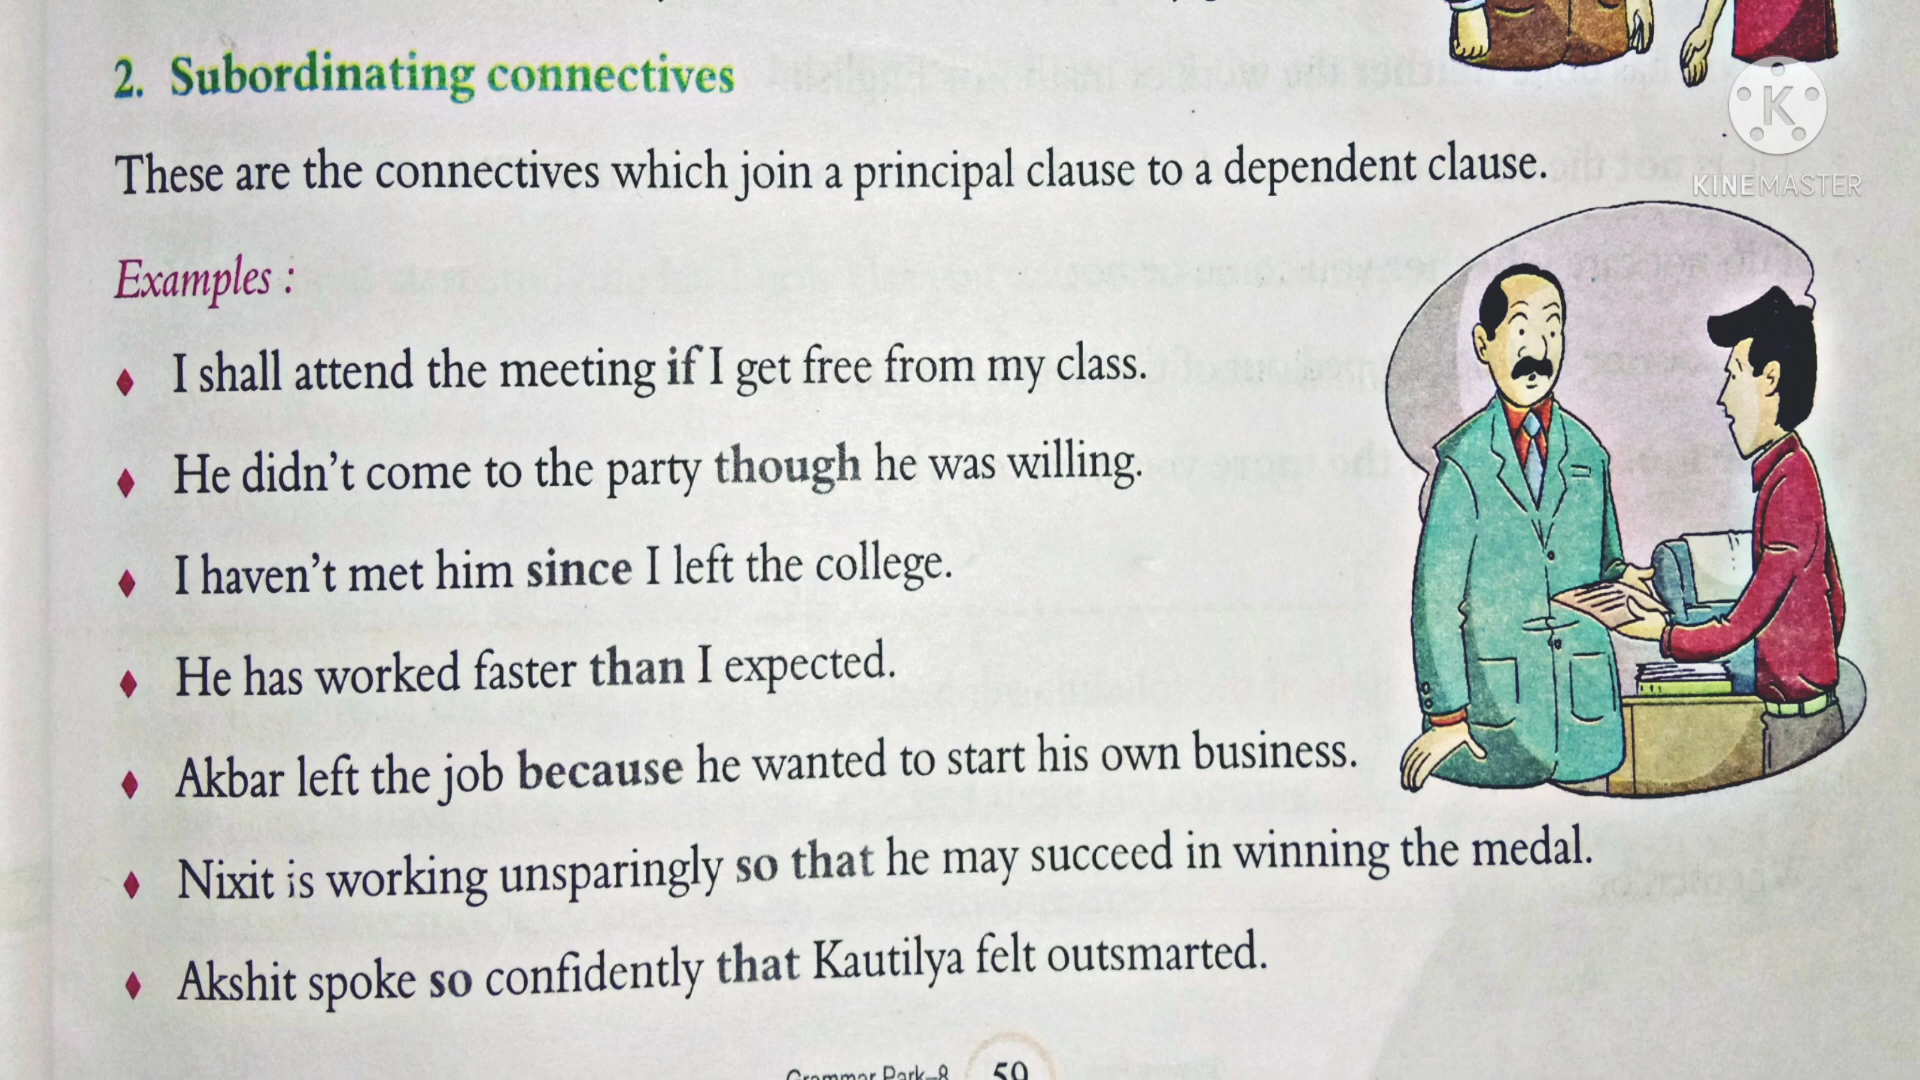 2. Subordinating connectives
K
KINEMASTER
These are the connectives which join a principal clause to a dependent clause.
Examples :
♦ I shall attend the meeting if I get free from my class.
♦ He didn't come to the party though he was willing.
♦ I haven't met him since I left the college.
♦ He has worked faster than I expected.
♦ Akbar left the job because he wanted to start his own business.
♦ Nixit is working unsparingly so that he may succeed in winning the medal.
♦ Akshit spoke so confidently that Kautilya felt outsmarted.
Grammar Park–8 59